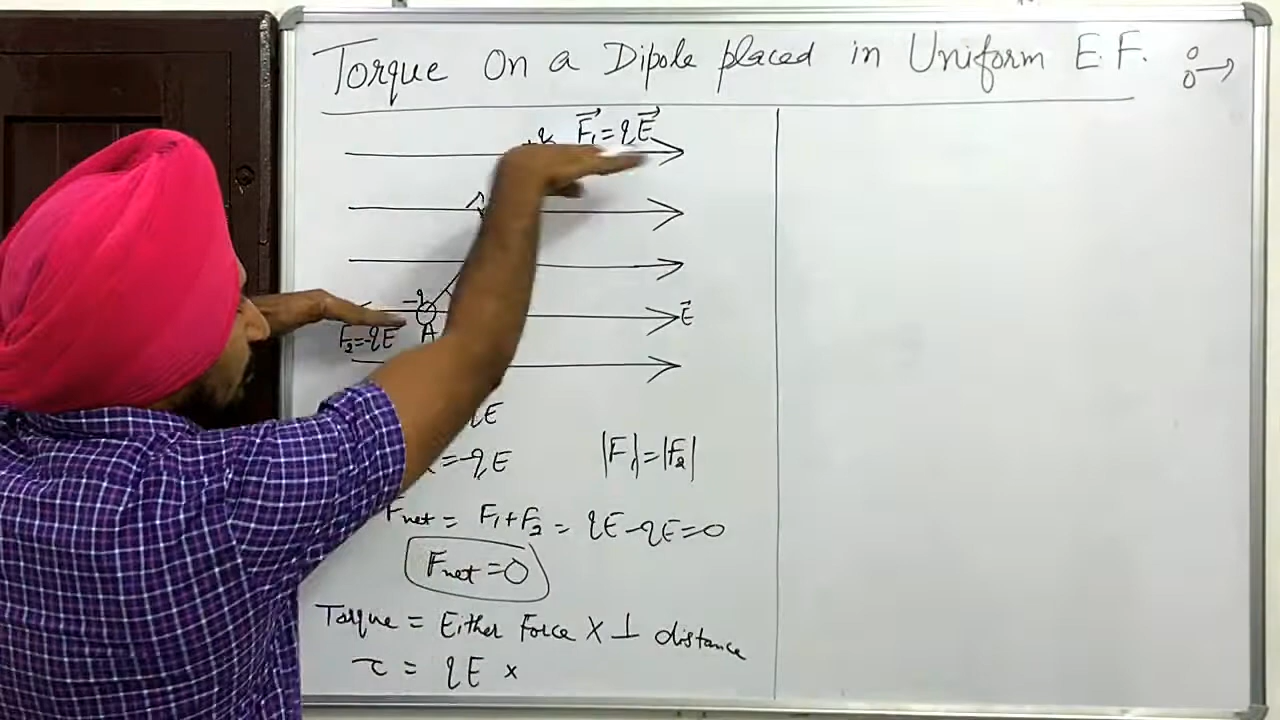 Torque on a Dipole placed in Uniform E.F.
+q F⃗₁ = qE⃗
-q
E⃗
F₂=-qE A
qE
=-qE |F₁|=|F₂|
Fnet = F₁+F₂ = qE-qE=0
Fnet =0
Torque = Either Force X ⊥ distance
τ = qE ×